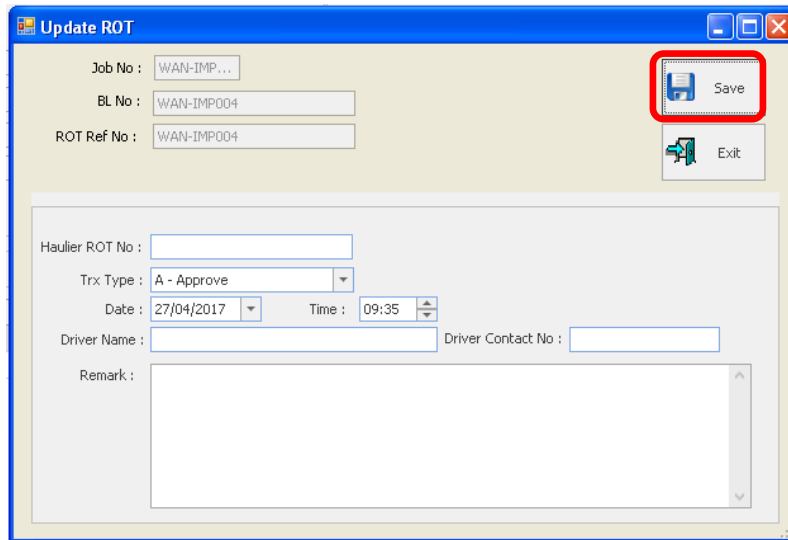 Update ROT
Job No : WAN-IMP...
Save
BL No : WAN-IMP004
ROT Ref No : WAN-IMP004
Exit
Haulier ROT No :
Trx Type : A - Approve
Date : 27/04/2017 Time : 09:35
Driver Name : Driver Contact No :
Remark :